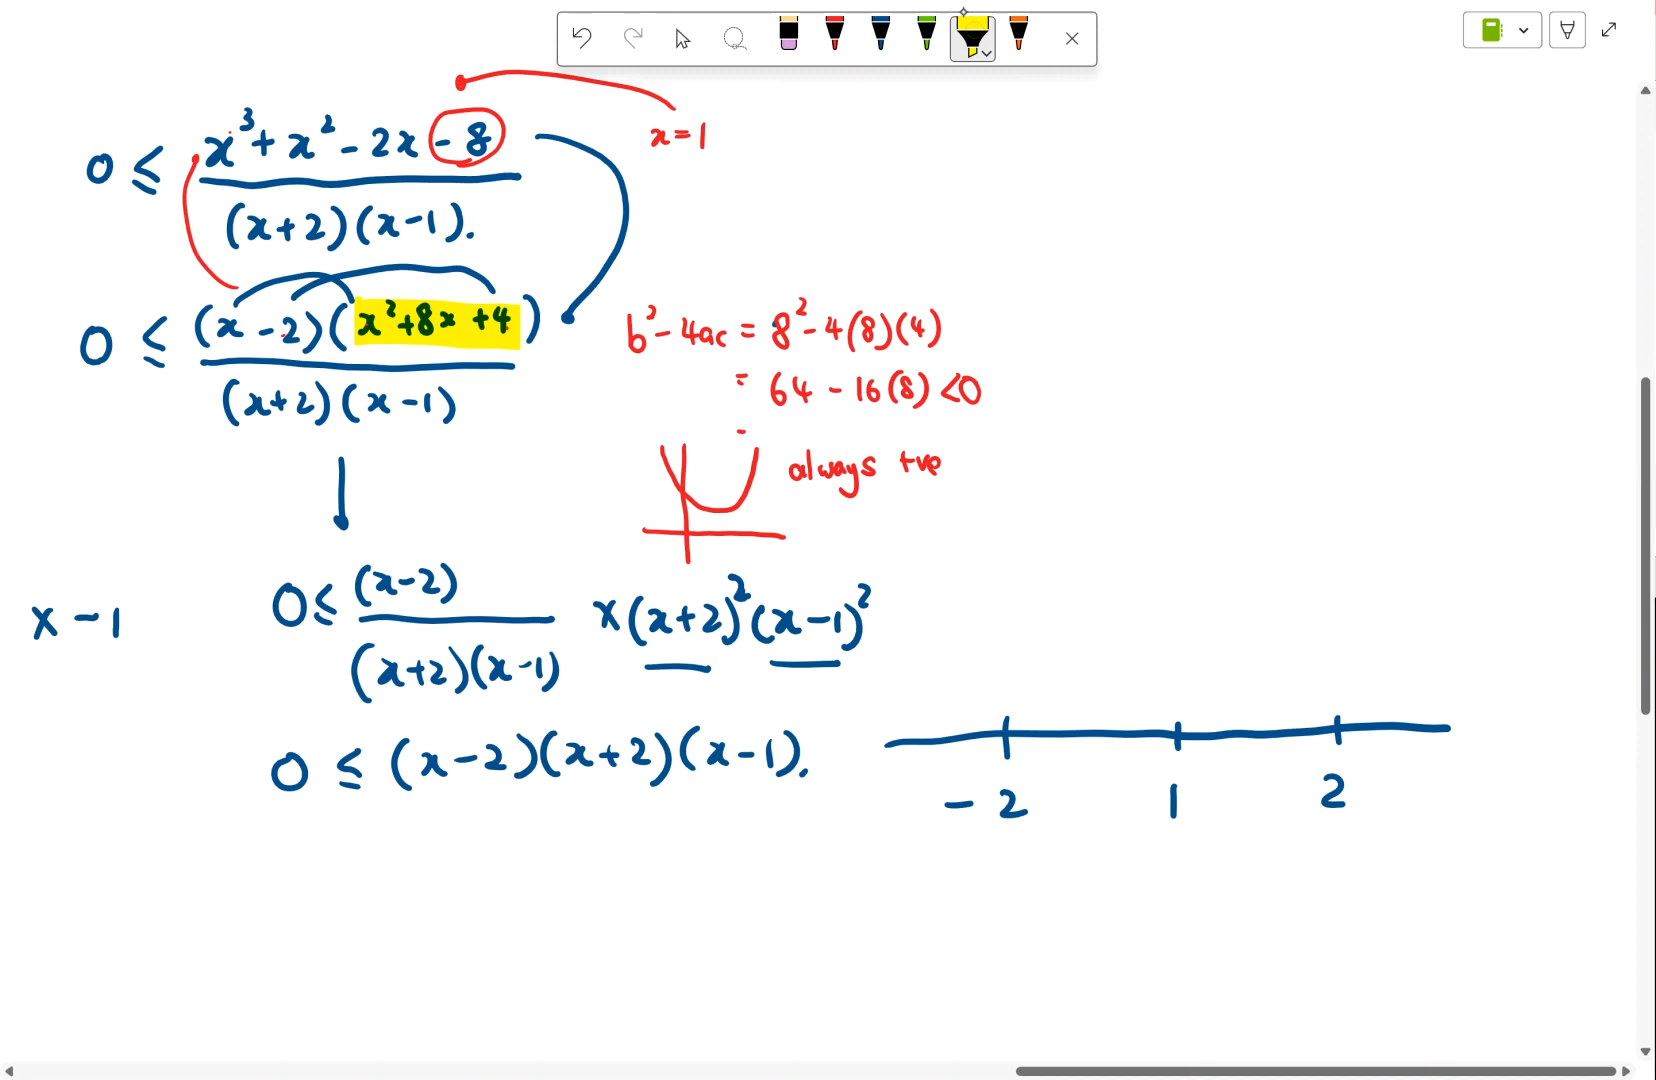 x = 1
0 ≤ (x³ + x² - 2x - 8) / ((x+2)(x-1)).
0 ≤ ((x-2)(x²+8x+4)) / ((x+2)(x-1))
b² - 4ac = 8² - 4(8)(4)
= 64 - 16(8) < 0
always +ve
x - 1
0 ≤ (x-2) / ((x+2)(x-1)) × (x+2)² (x-1)²
0 ≤ (x-2)(x+2)(x-1).
-2 1 2